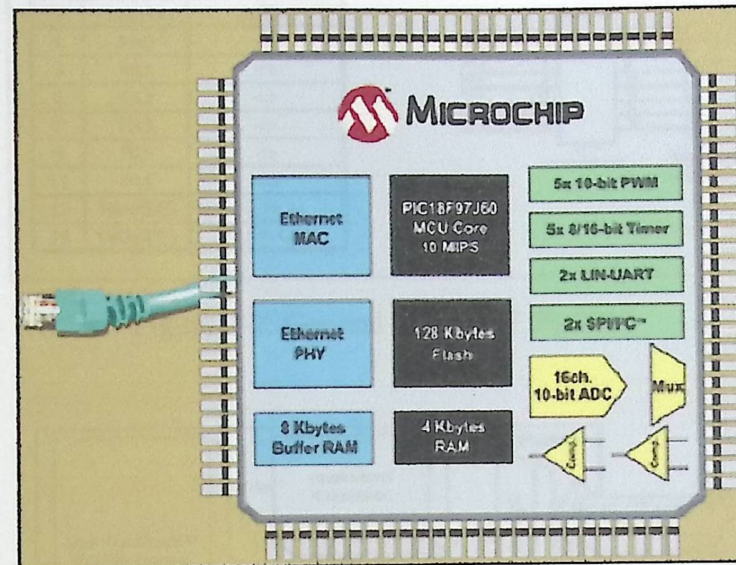 MICROCHIP
Ethernet
MAC
PIC18F97J60
MCU Core
10 MIPS
5x 10-bit PWM
5x 8/16-bit Timer
2x LIN-UART
2x SPI/I²C™
Ethernet
PHY
128 Kbytes
Flash
16ch.
10-bit ADC
Mux
8 Kbytes
Buffer RAM
4 Kbytes
RAM
Comp
Comp